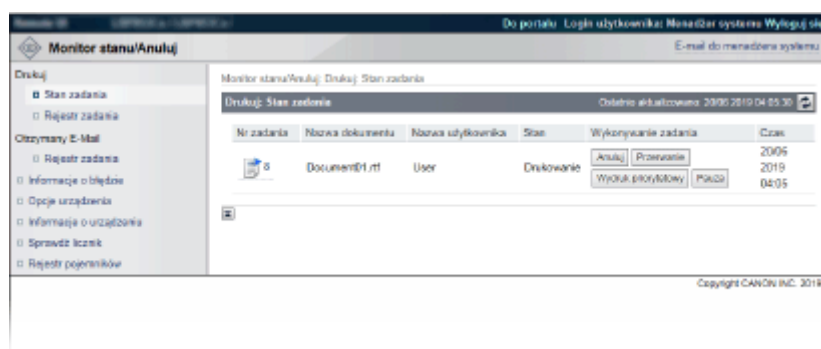 Do portalu Login użytkownika: Menedżer systemu Wyloguj się
Monitor stanu/Anuluj
E-mail do menedżera systemu
Drukuj
Stan zadania
Rejestr zadania
Otrzymany E-Mail
Rejestr zadania
Informacje o błędzie
Opcje urządzenia
Informacje o urządzeniu
Sprawdź licznik
Rejestr pojemników
Monitor stanu/Anuluj: Drukuj: Stan zadania
Drukuj: Stan zadania
Ostatnio aktualizowano: 20/06 2019 04:05:30
Nr zadania Nazwa dokumentu Nazwa użytkownika Stan Wykonywanie zadania Czas
8 Document01.rtf User Drukowanie Anuluj Przerwanie 20/06
2019
Wydruk priorytetowy Pauza 04:05
Copyright CANON INC. 2019